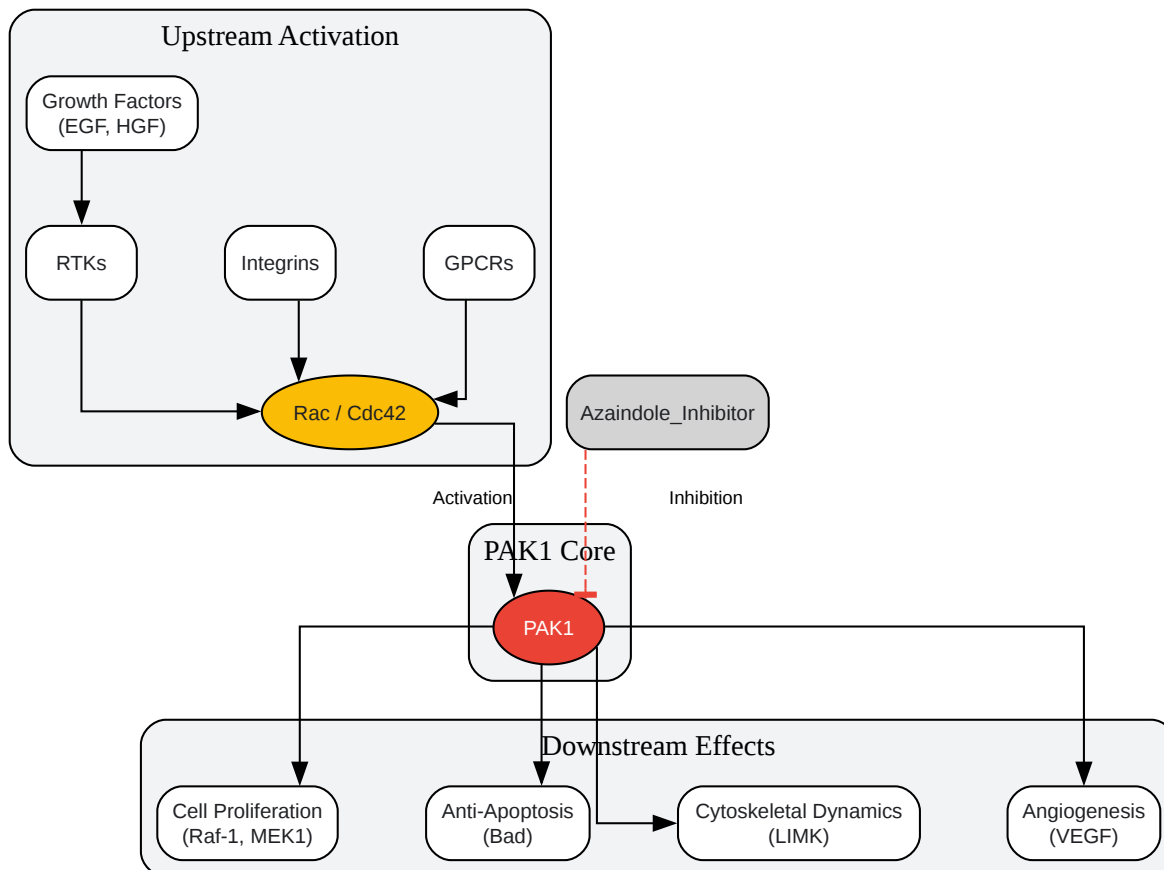 Upstream Activation
Growth Factors
(EGF, HGF)
RTKs
Integrins
GPCRs
Rac / Cdc42
Azaindole_Inhibitor
Activation
Inhibition
PAK1 Core
PAK1
Downstream Effects
Cell Proliferation
(Raf-1, MEK1)
Anti-Apoptosis
(Bad)
Cytoskeletal Dynamics
(LIMK)
Angiogenesis
(VEGF)